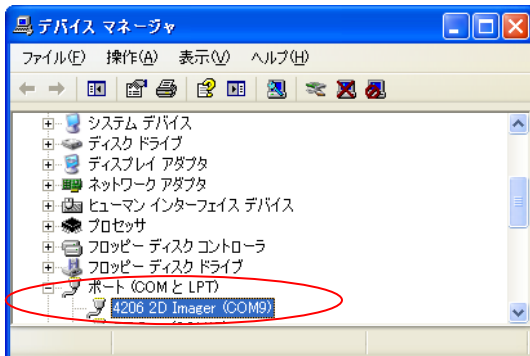 デバイス マネージャ
ファイル(F) 操作(A) 表示(V) ヘルプ(H)
システム デバイス
ディスク ドライブ
ディスプレイ アダプタ
ネットワーク アダプタ
ヒューマン インターフェイス デバイス
プロセッサ
フロッピー ディスク コントローラ
フロッピー ディスク ドライブ
ポート (COM と LPT)
4206 2D Imager (COM9)